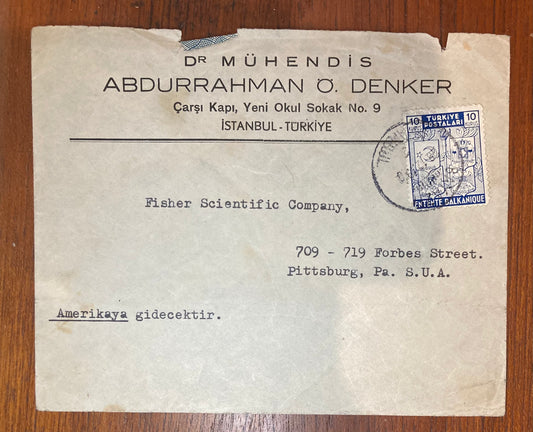 DR MÜHENDİS
ABDURRAHMAN Ö. DENKER
Çarşı Kapı, Yeni Okul Sokak No. 9
İSTANBUL - TÜRKİYE
10 TÜRKİYE POSTALARI 10
ENTENTE BALKANIQUE
Fisher Scientific Company,
709 - 719 Forbes Street.
Pittsburg, Pa. S.U.A.
Amerikaya gidecektir.